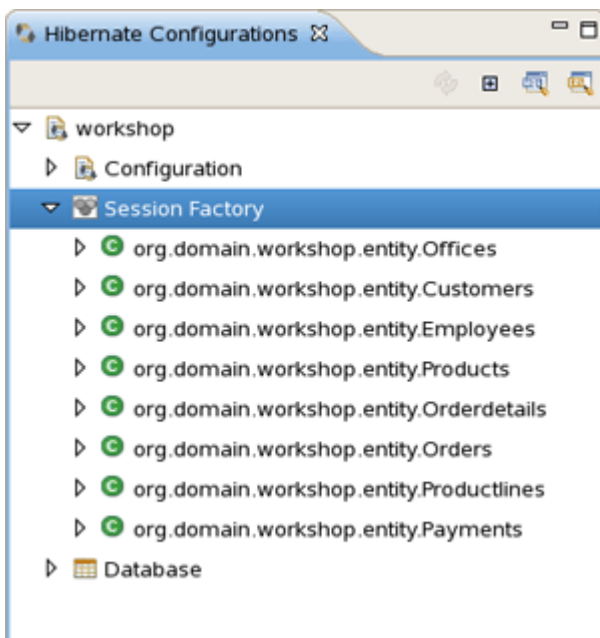 Hibernate Configurations
workshop
Configuration
Session Factory
org.domain.workshop.entity.Offices
org.domain.workshop.entity.Customers
org.domain.workshop.entity.Employees
org.domain.workshop.entity.Products
org.domain.workshop.entity.Orderdetails
org.domain.workshop.entity.Orders
org.domain.workshop.entity.Productlines
org.domain.workshop.entity.Payments
Database